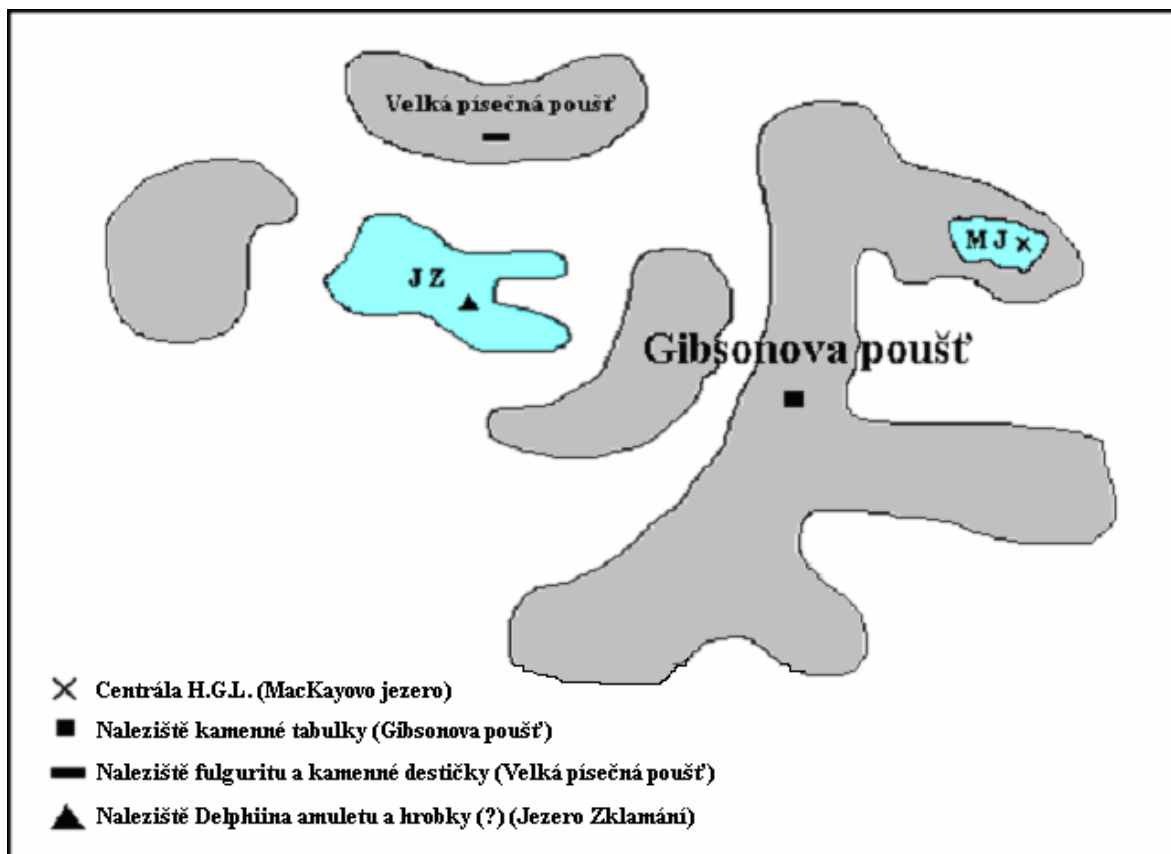 Velká písečná poušť
M J
J Z
Gibsonova poušť
Centrála H.G.L. (MacKayovo jezero)
Naleziště kamenné tabulky (Gibsonova poušť)
Naleziště fulguritu a kamenné destičky (Velká písečná poušť)
Naleziště Delphiina amuletu a hrobky (?) (Jezero Zklamání)